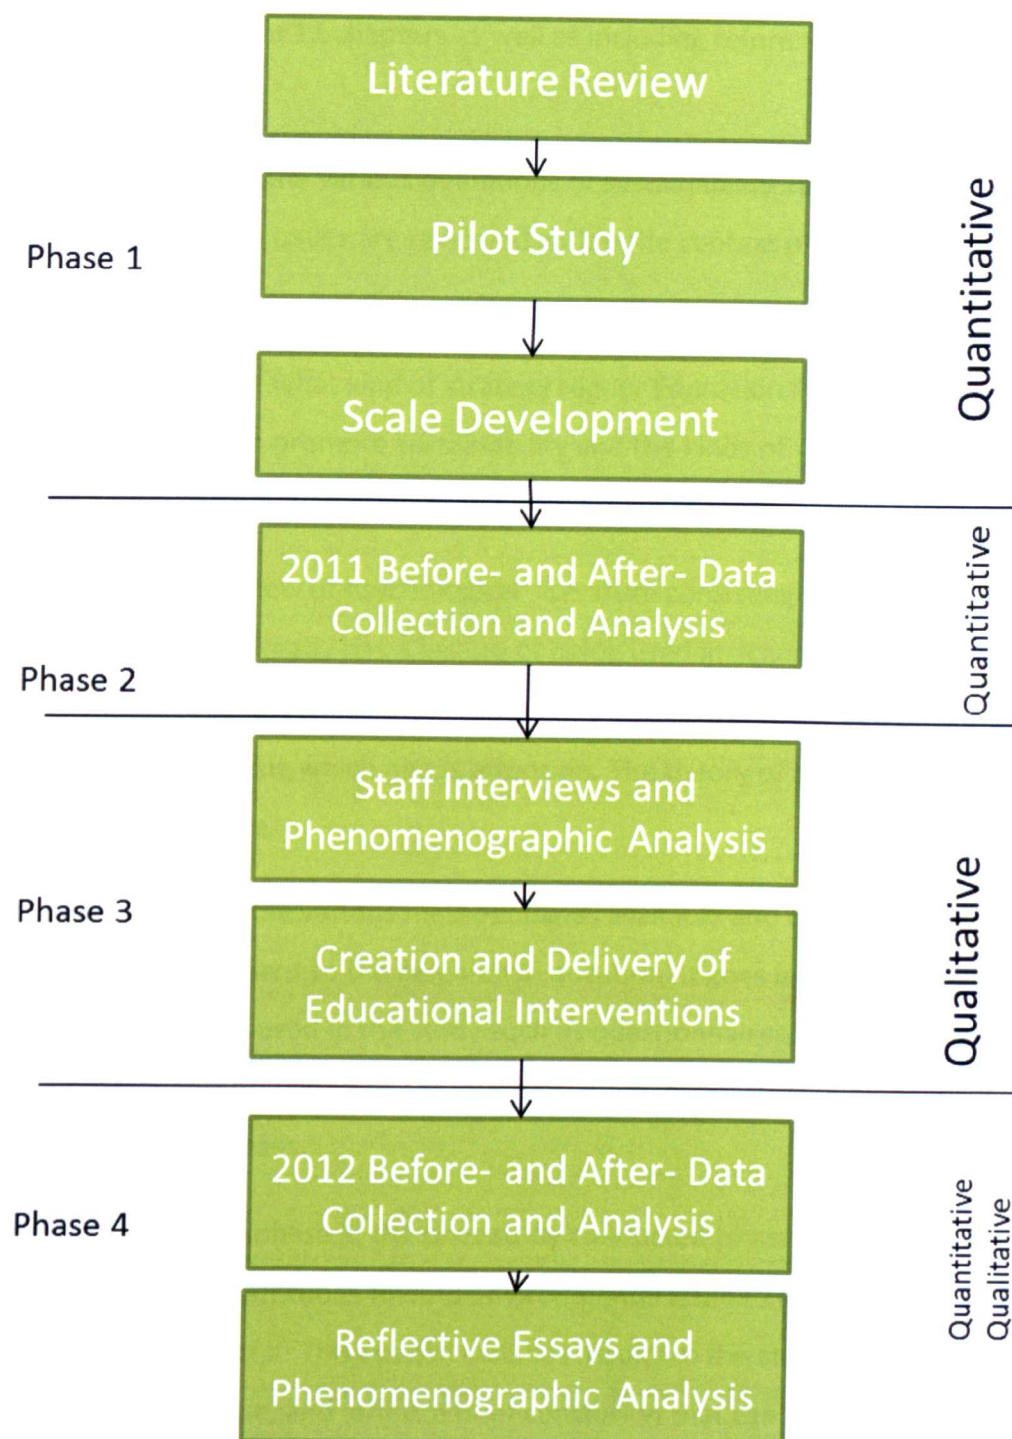 Literature Review
Phase 1
Pilot Study
Scale Development
Quantitative
2011 Before- and After- Data
Collection and Analysis
Phase 2
Quantitative
Staff Interviews and
Phenomenographic Analysis
Phase 3
Creation and Delivery of
Educational Interventions
Qualitative
2012 Before- and After- Data
Collection and Analysis
Phase 4
Quantitative
Qualitative
Reflective Essays and
Phenomenographic Analysis